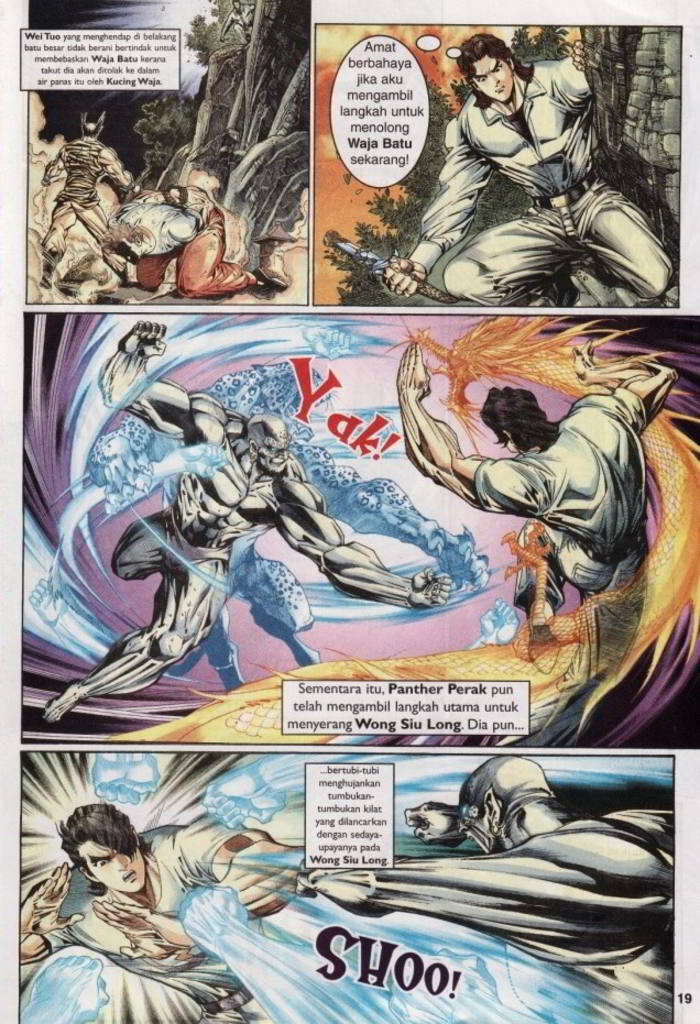 Wei Tuo yang menghendap di belakang
batu besar tidak berani bertindak untuk
membebaskan Waja Batu kerana
takut dia akan ditolak ke dalam
air panas itu oleh Kucing Waja.
Amat
berbahaya
jika aku
mengambil
langkah untuk
menolong
Waja Batu
sekarang!
Yak!
Sementara itu, Panther Perak pun
telah mengambil langkah utama untuk
menyerang Wong Siu Long. Dia pun...
...bertubi-tubi
menghujankan
tumbukan-
tumbukan kilat
yang dilancarkan
dengan sedaya-
upayanya pada
Wong Siu Long.
SHOO!
19